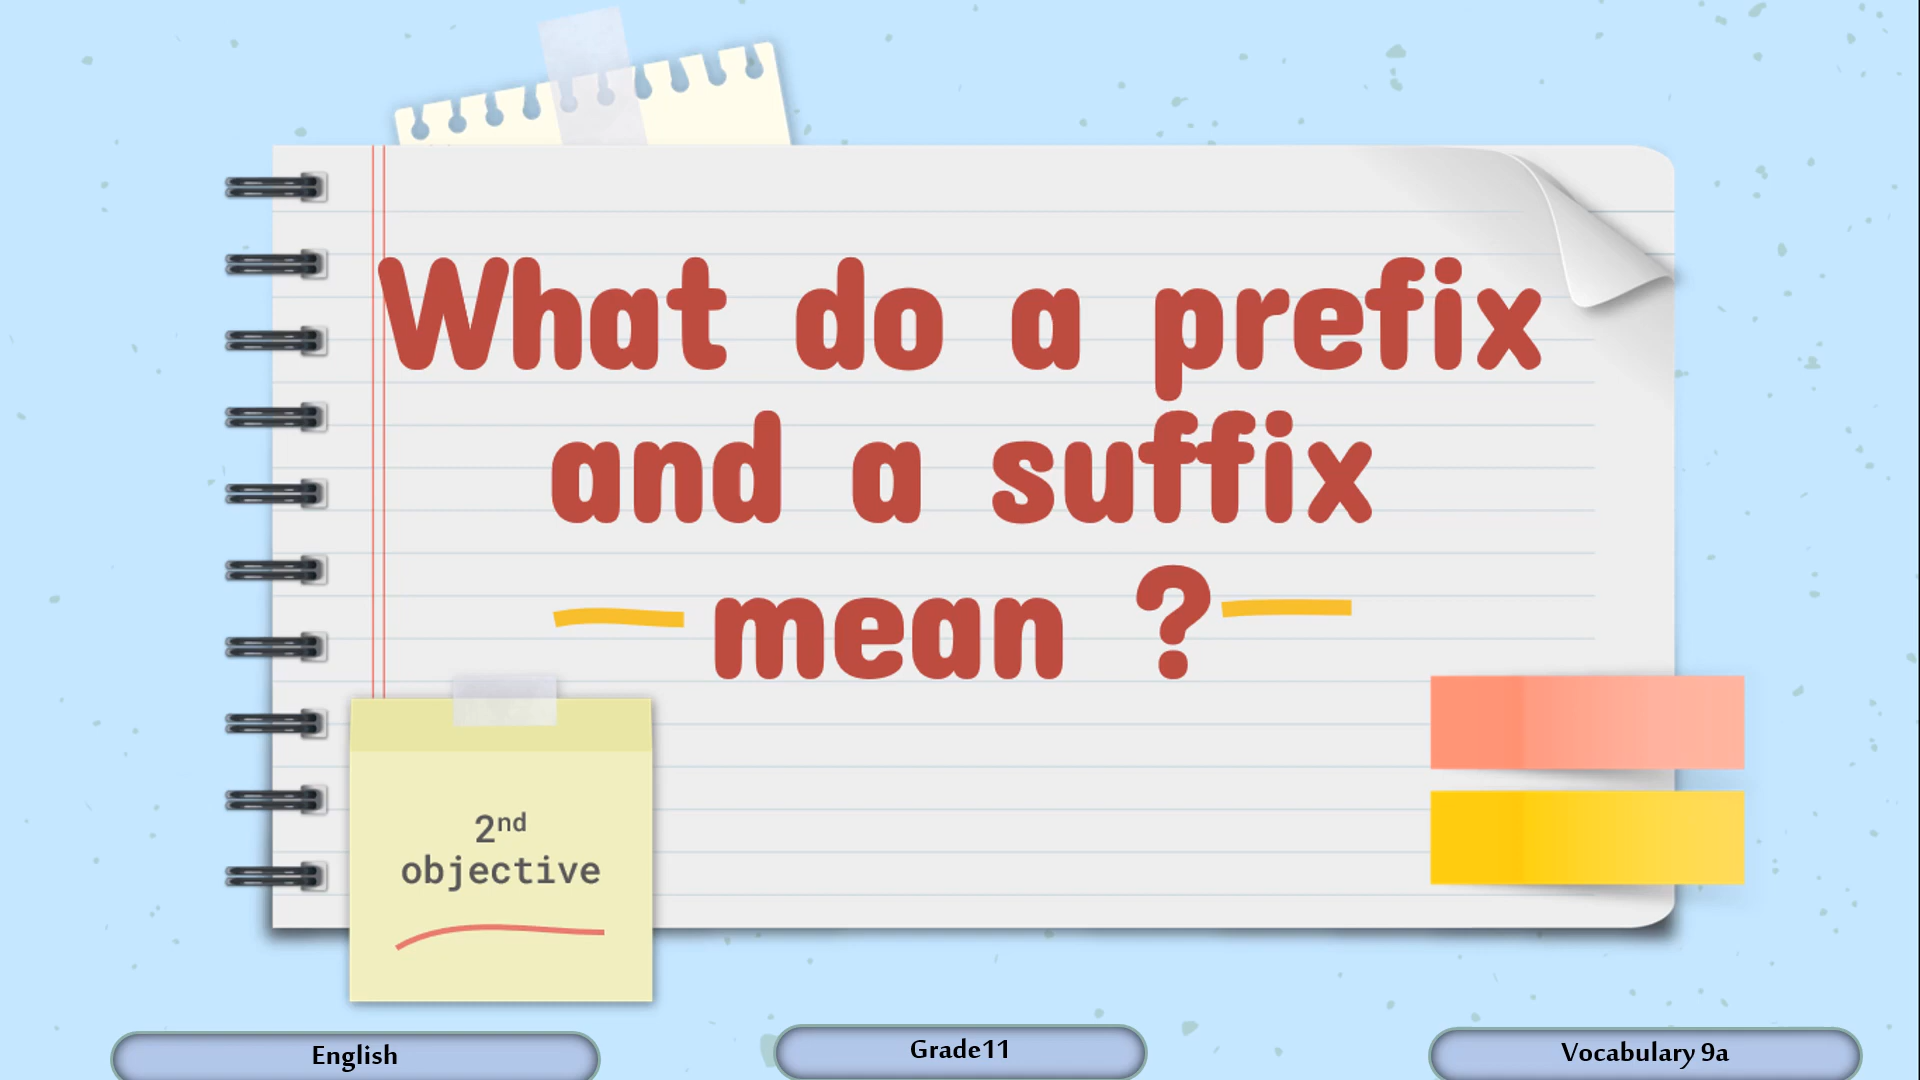 What do a prefix
and a suffix
mean ?
2nd
objective
English
Grade11
Vocabulary 9a